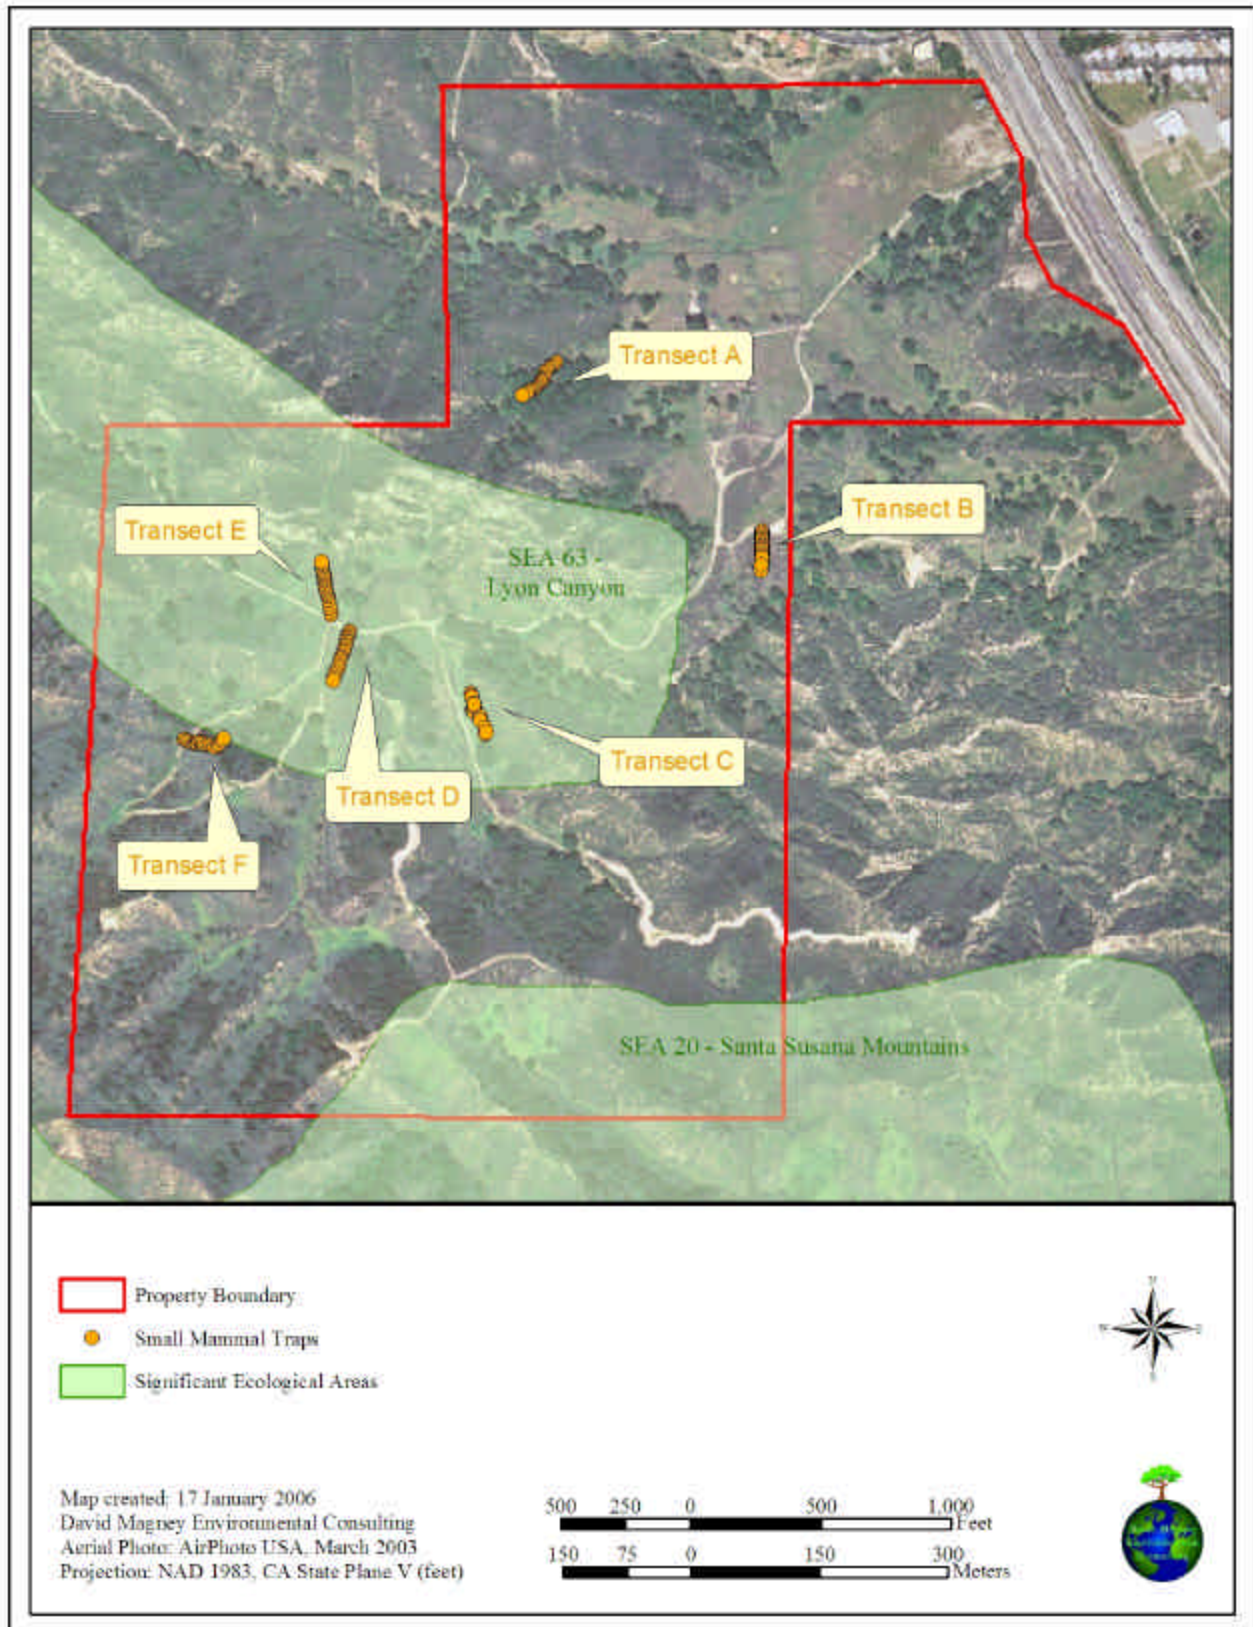 Transect A
Transect B
Transect E
SEA 63 -
Lyon Canyon
Transect C
Transect D
Transect F
SEA 20 - Santa Susana Mountains
Property Boundary
Small Mammal Traps
Significant Ecological Areas
N
W
E
S
Map created: 17 January 2006
David Magney Environmental Consulting
Aerial Photo: AirPhoto USA, March 2003
Projection: NAD 1983, CA State Plane V (feet)
500 250 0 500 1,000
Feet
150 75 0 150 300
Meters